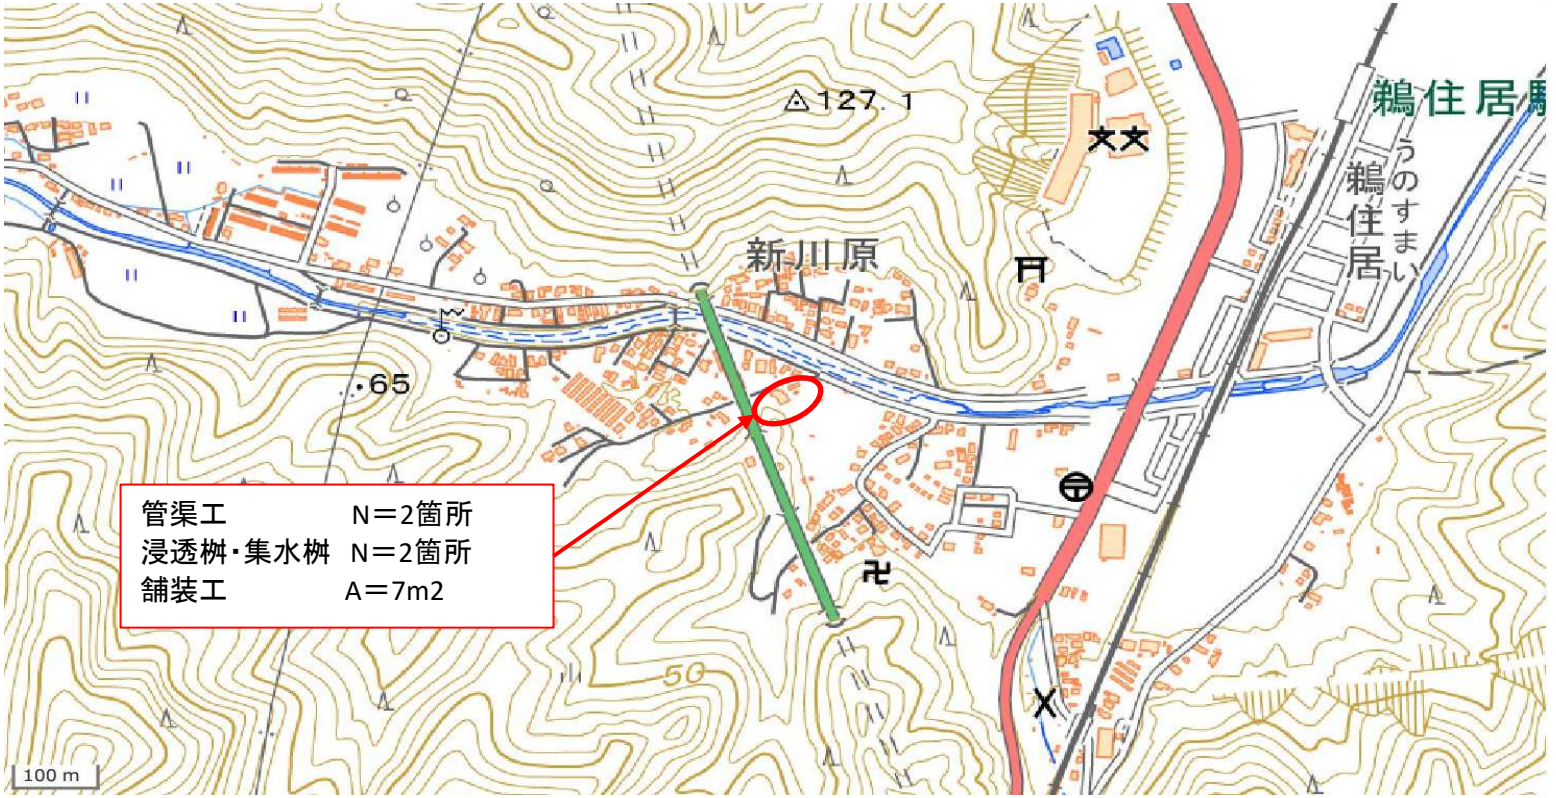 127.1
鵜住居駅
うのすまい
鵜住居
新川原
65
管渠工 N＝2箇所
浸透桝・集水桝 N＝2箇所
舗装工 A＝7m2
50
100 m